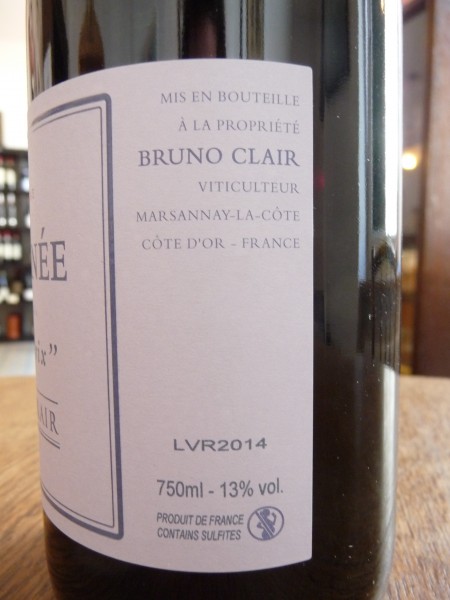 MIS EN BOUTEILLE
À LA PROPRIÉTÉ
BRUNO CLAIR
VITICULTEUR
MARSANNAY-LA-CÔTE
CÔTE D'OR - FRANCE
LVR2014
750ml - 13% vol.
PRODUIT DE FRANCE
CONTAINS SULFITES